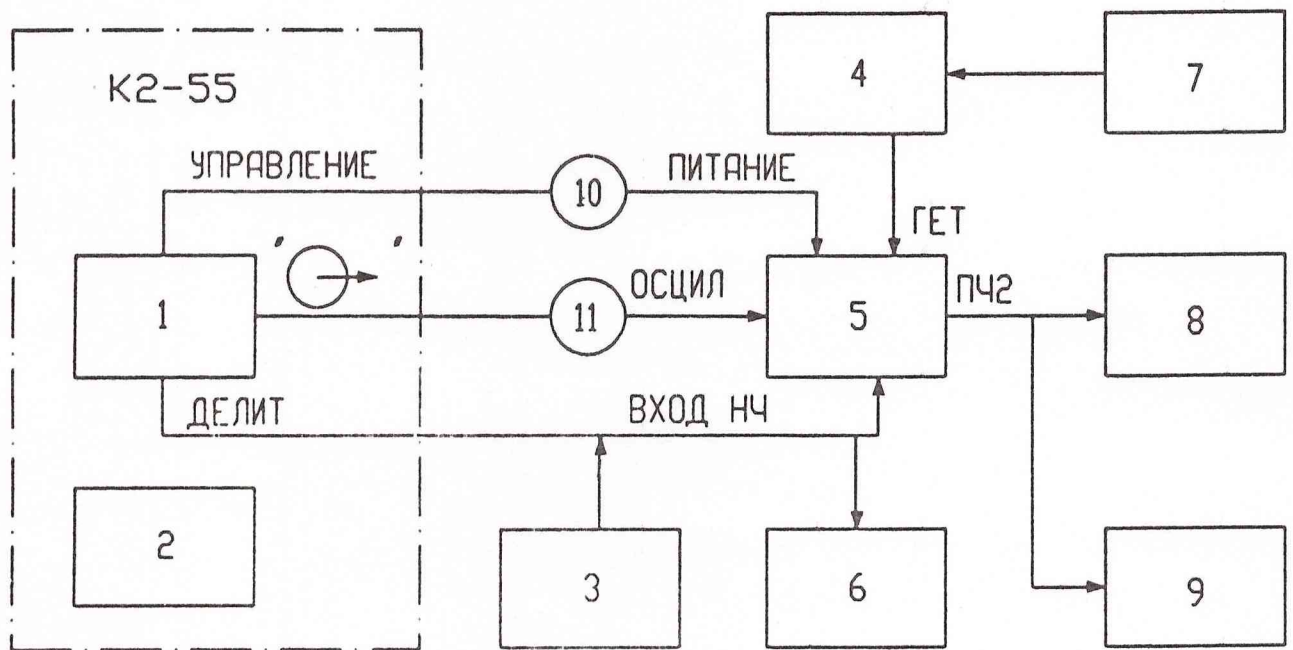 К2-55
4
7
УПРАВЛЕНИЕ
10
ПИТАНИЕ
ГЕТ
1
11
ОСЦИЛ
5
ПЧ2
8
ДЕЛИТ
ВХОД НЧ
2
3
6
9